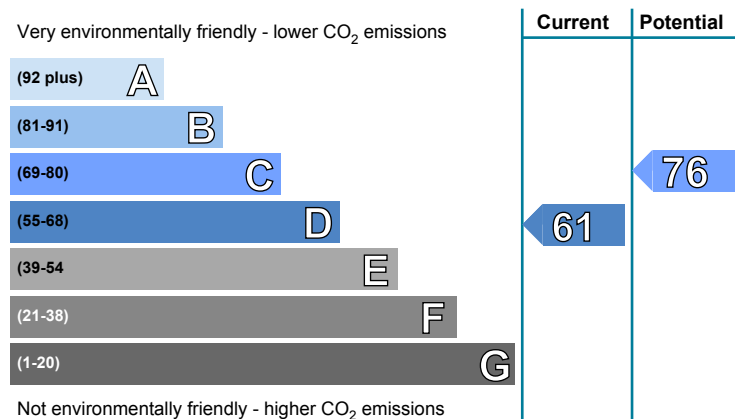 Very environmentally friendly - lower CO₂ emissions
Current
Potential
(92 plus) A
(81-91) B
(69-80) C
76
(55-68) D
61
(39-54 E
(21-38) F
(1-20) G
Not environmentally friendly - higher CO₂ emissions